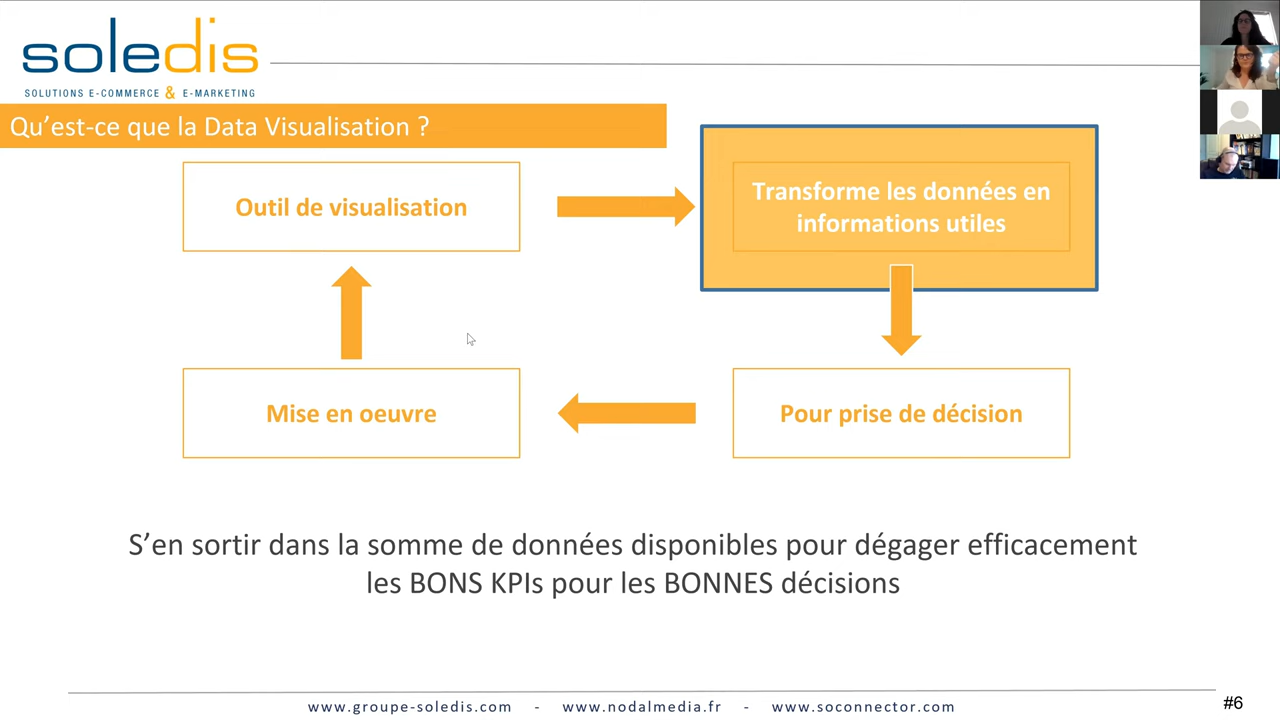 soledis
SOLUTIONS E-COMMERCE & E-MARKETING
Qu’est-ce que la Data Visualisation ?
Outil de visualisation
Transforme les données en
informations utiles
Mise en oeuvre
Pour prise de décision
S’en sortir dans la somme de données disponibles pour dégager efficacement
les BONS KPIs pour les BONNES décisions
www.groupe-soledis.com - www.nodalmedia.fr - www.soconnector.com
#6